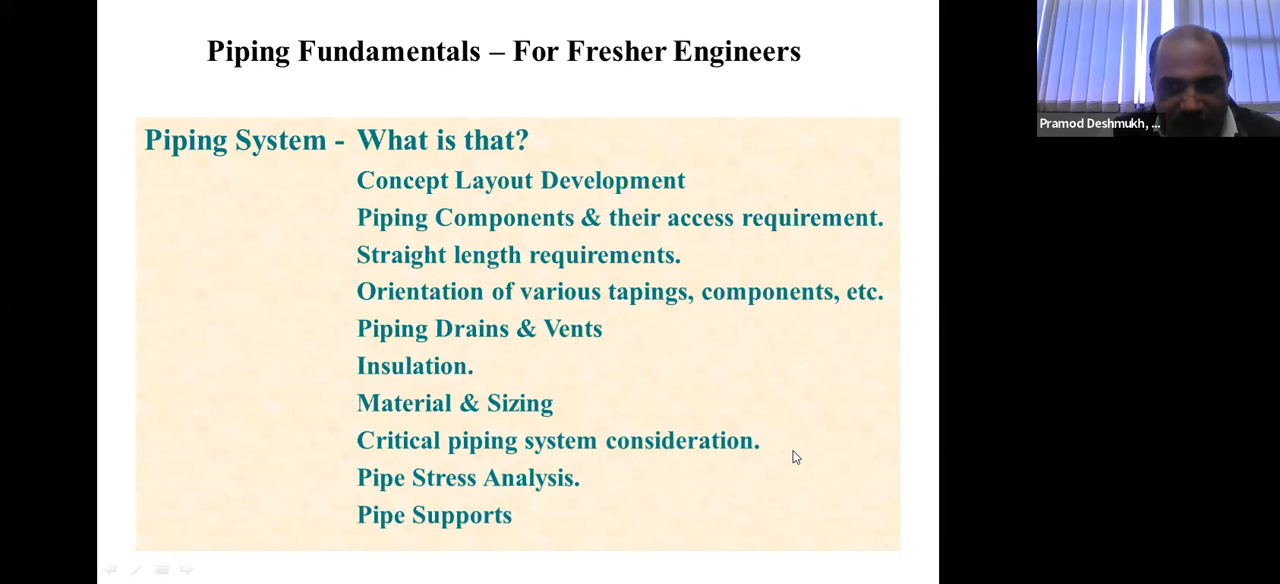 Piping Fundamentals – For Fresher Engineers
Piping System - What is that?
Concept Layout Development
Piping Components & their access requirement.
Straight length requirements.
Orientation of various tapings, components, etc.
Piping Drains & Vents
Insulation.
Material & Sizing
Critical piping system consideration.
Pipe Stress Analysis.
Pipe Supports
Pramod Deshmukh, ...